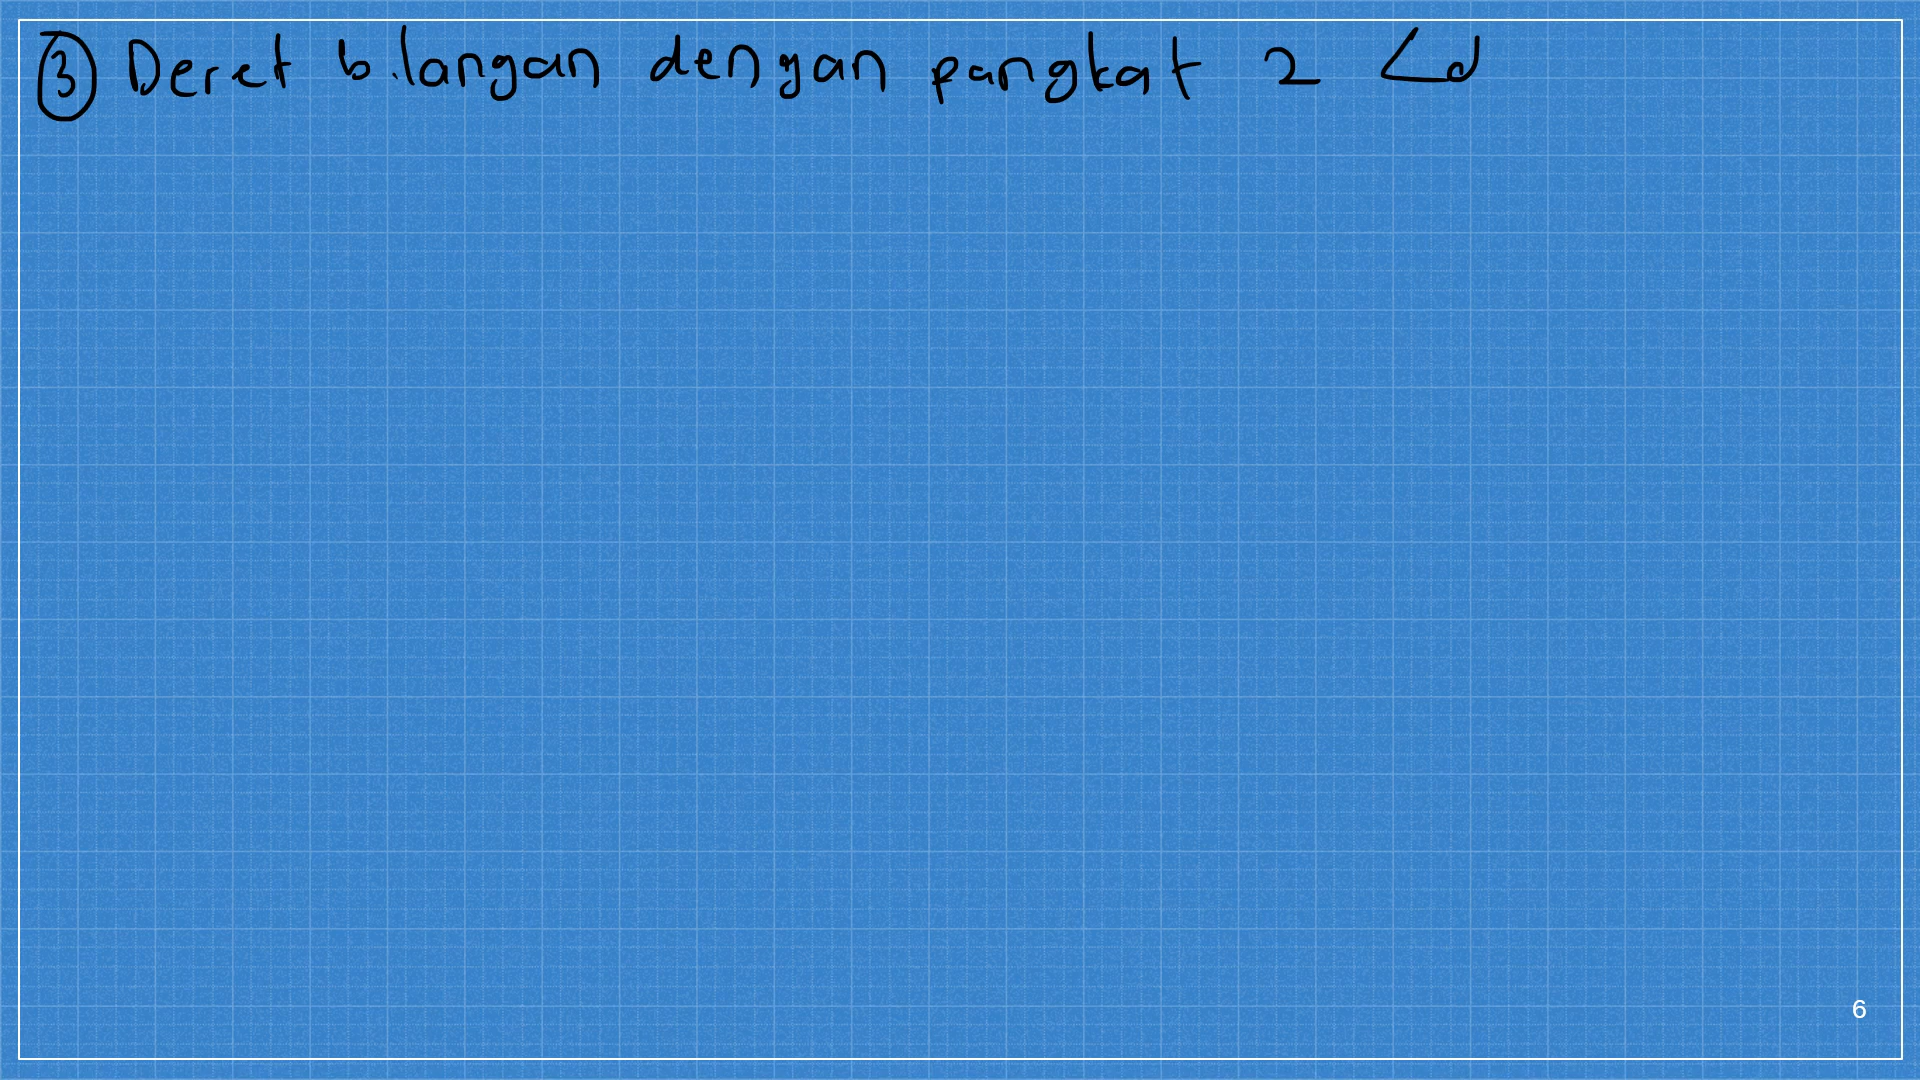 ③ Deret bilangan dengan pangkat 2
6